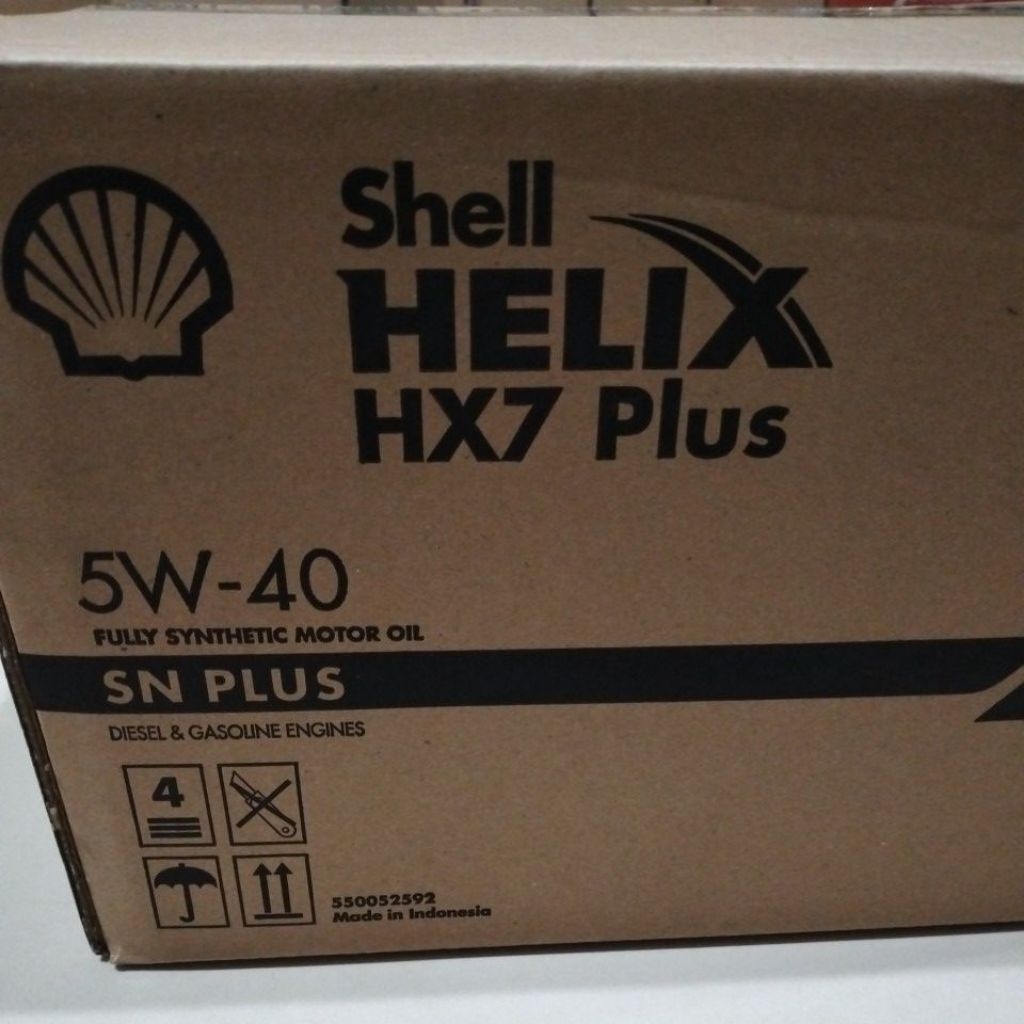 Shell
HELIX
HX7 Plus
5W-40
FULLY SYNTHETIC MOTOR OIL
SN PLUS
DIESEL & GASOLINE ENGINES
4
550052592
Made in Indonesia